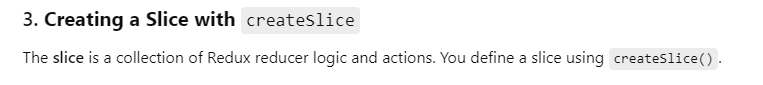 3. Creating a Slice with createSlice
The slice is a collection of Redux reducer logic and actions. You define a slice using createSlice().